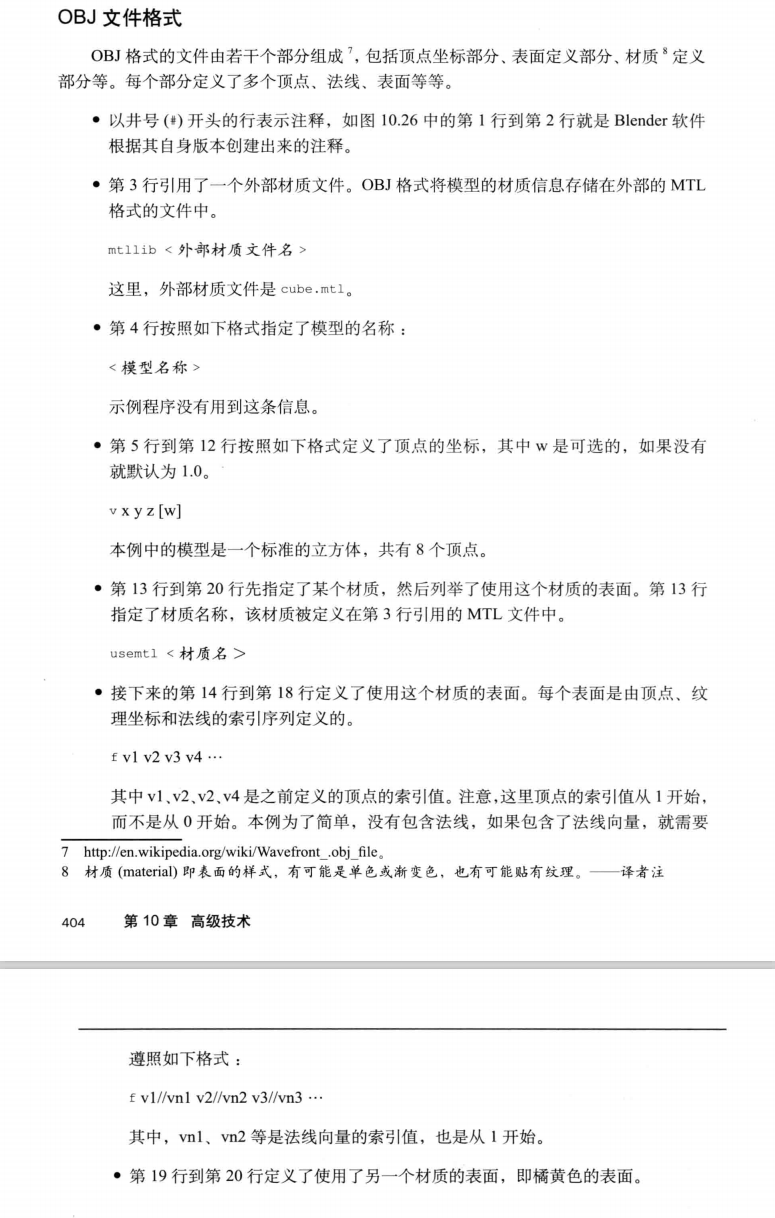 OBJ 文件格式
OBJ 格式的文件由若干个部分组成 7，包括顶点坐标部分、表面定义部分、材质 8 定义
部分等。每个部分定义了多个顶点、法线、表面等等。
● 以井号 (#) 开头的行表示注释，如图 10.26 中的第 1 行到第 2 行就是 Blender 软件
根据其自身版本创建出来的注释。
● 第 3 行引用了一个外部材质文件。OBJ 格式将模型的材质信息存储在外部的 MTL
格式的文件中。
mtllib < 外部材质文件名 >
这里，外部材质文件是 cube.mtl。
● 第 4 行按照如下格式指定了模型的名称：
< 模型名称 >
示例程序没有用到这条信息。
● 第 5 行到第 12 行按照如下格式定义了顶点的坐标，其中 w 是可选的，如果没有
就默认为 1.0。
v x y z [w]
本例中的模型是一个标准的立方体，共有 8 个顶点。
● 第 13 行到第 20 行先指定了某个材质，然后列举了使用这个材质的表面。第 13 行
指定了材质名称，该材质被定义在第 3 行引用的 MTL 文件中。
usemtl < 材质名 >
● 接下来的第 14 行到第 18 行定义了使用这个材质的表面。每个表面是由顶点、纹
理坐标和法线的索引序列定义的。
f v1 v2 v3 v4 …
其中 v1、v2、v2、v4 是之前定义的顶点的索引值。注意，这里顶点的索引值从 1 开始，
而不是从 0 开始。本例为了简单，没有包含法线，如果包含了法线向量，就需要
7 http://en.wikipedia.org/wiki/Wavefront_.obj_file。
8 材质 (material) 即表面的样式，有可能是单色或渐变色，也有可能贴有纹理。——译者注
404 第 10 章 高级技术
遵照如下格式：
f v1//vn1 v2//vn2 v3//vn3 …
其中，vn1、vn2 等是法线向量的索引值，也是从 1 开始。
● 第 19 行到第 20 行定义了使用了另一个材质的表面，即橘黄色的表面。